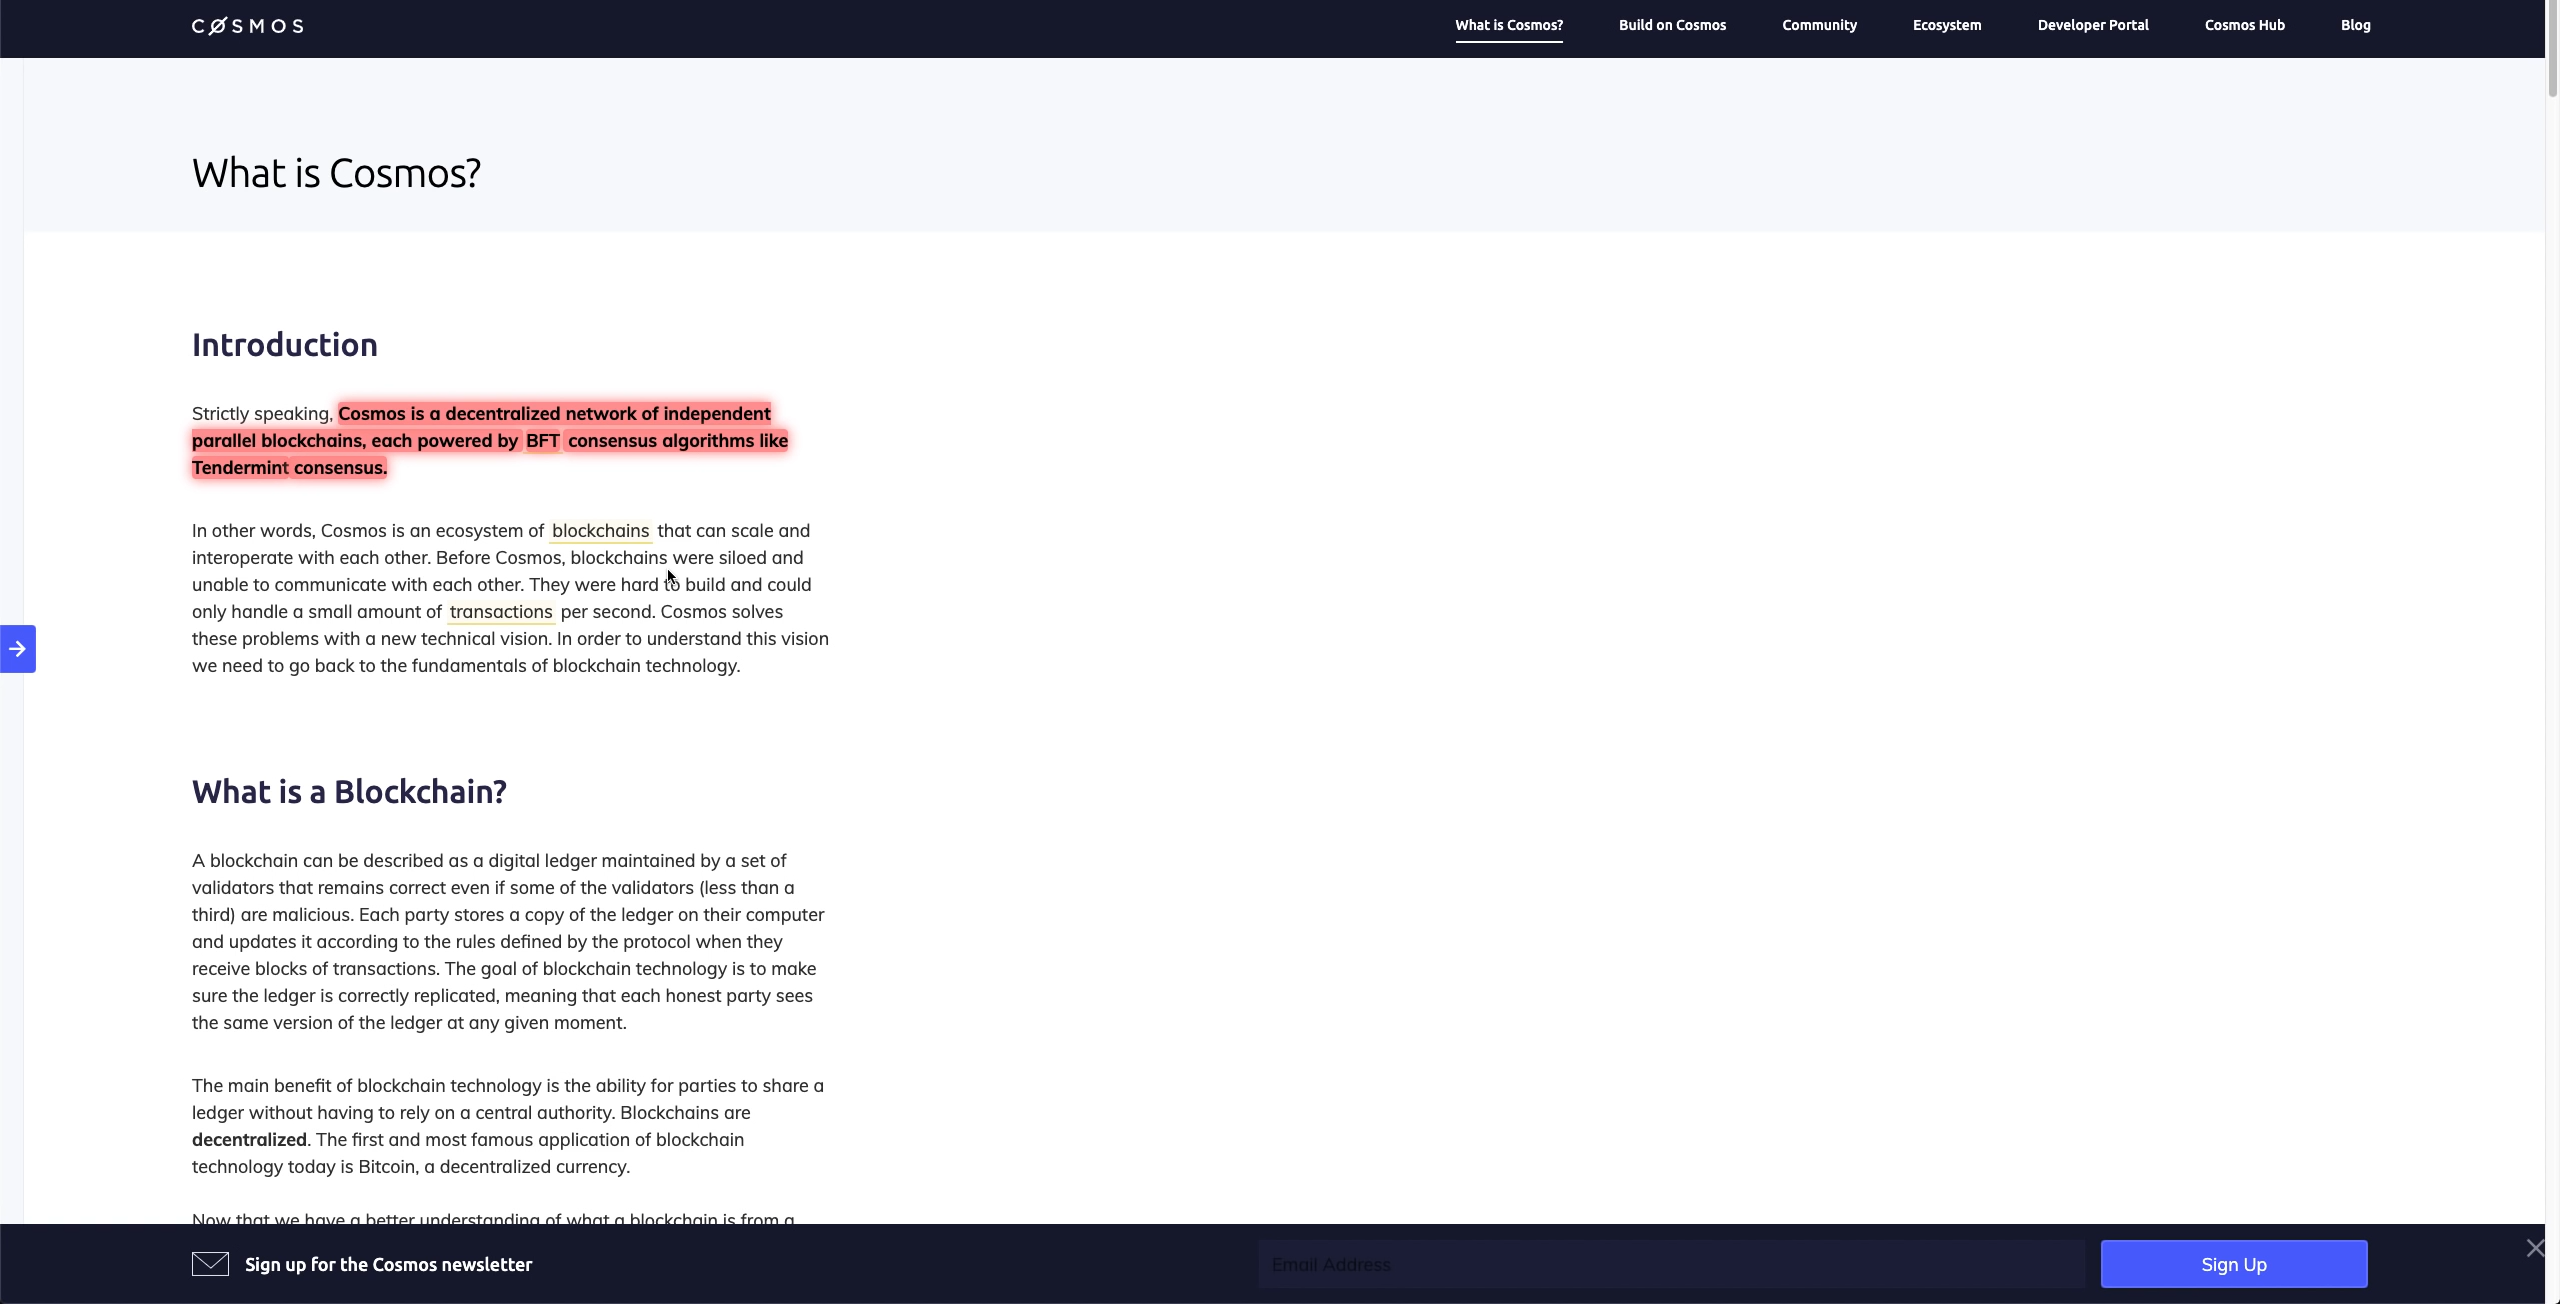 COSMOS
What is Cosmos? Build on Cosmos Community Ecosystem Developer Portal Cosmos Hub Blog
What is Cosmos?
Introduction
Strictly speaking, Cosmos is a decentralized network of independent
parallel blockchains, each powered by BFT consensus algorithms like
Tendermint consensus.
In other words, Cosmos is an ecosystem of blockchains that can scale and
interoperate with each other. Before Cosmos, blockchains were siloed and
unable to communicate with each other. They were hard to build and could
only handle a small amount of transactions per second. Cosmos solves
these problems with a new technical vision. In order to understand this vision
we need to go back to the fundamentals of blockchain technology.
What is a Blockchain?
A blockchain can be described as a digital ledger maintained by a set of
validators that remains correct even if some of the validators (less than a
third) are malicious. Each party stores a copy of the ledger on their computer
and updates it according to the rules defined by the protocol when they
receive blocks of transactions. The goal of blockchain technology is to make
sure the ledger is correctly replicated, meaning that each honest party sees
the same version of the ledger at any given moment.
The main benefit of blockchain technology is the ability for parties to share a
ledger without having to rely on a central authority. Blockchains are
decentralized. The first and most famous application of blockchain
technology today is Bitcoin, a decentralized currency.
Now that we have a better understanding of what a blockchain is from a
Sign up for the Cosmos newsletter Email Address Sign Up